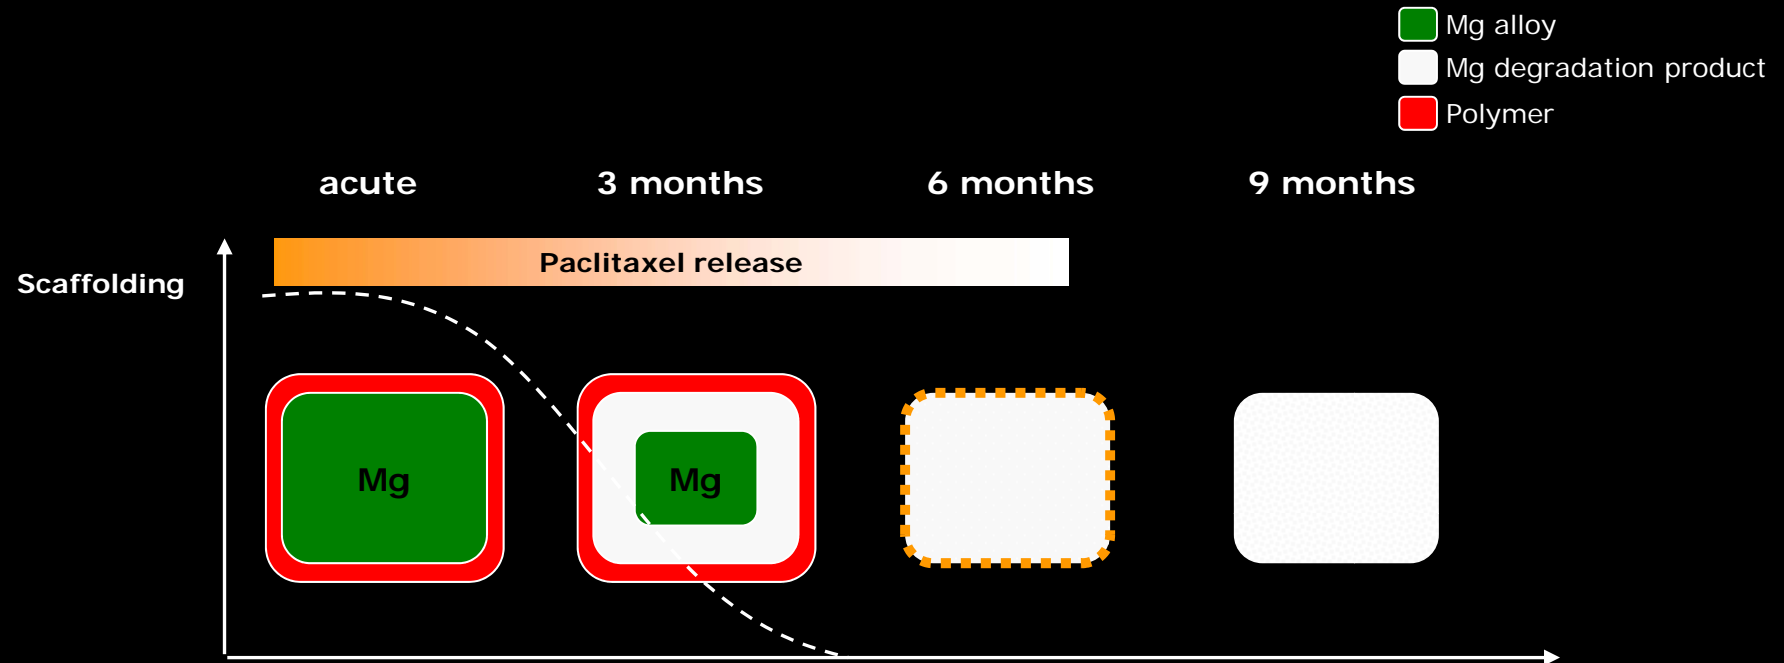 Mg alloy
Mg degradation product
Polymer
acute 3 months 6 months 9 months
Paclitaxel release
Scaffolding
Mg Mg